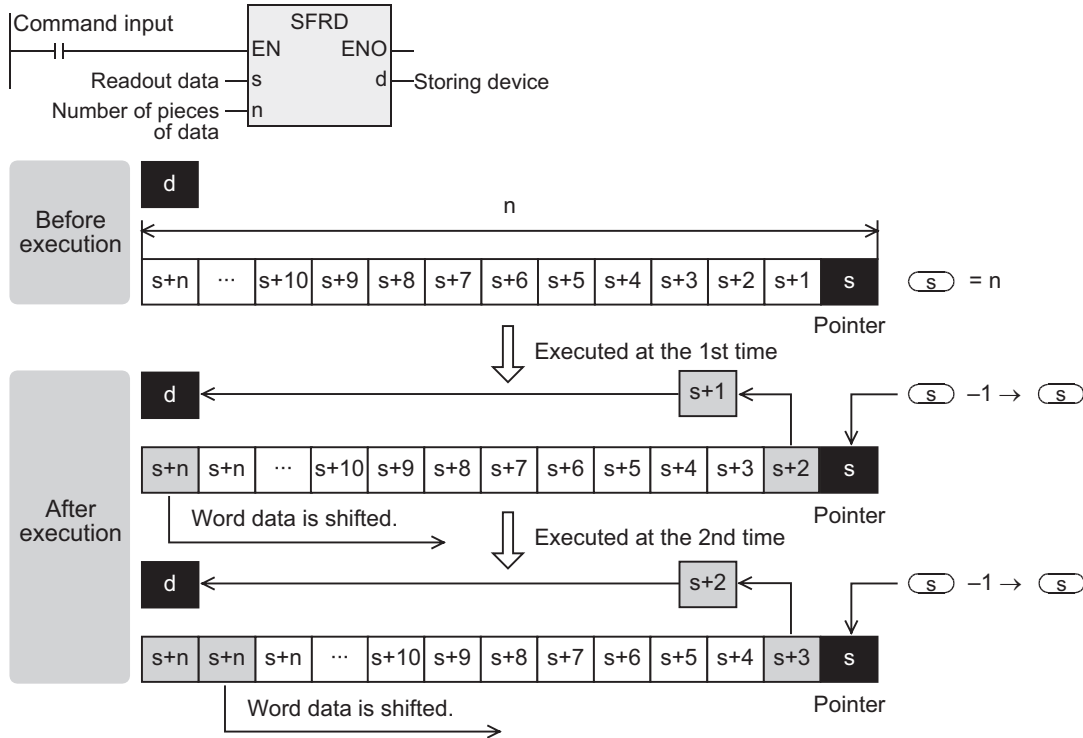 Command input
SFRD
EN ENO
Readout data s d Storing device
Number of pieces n
of data
Before
execution
d
n
s+n ... s+10 s+9 s+8 s+7 s+6 s+5 s+4 s+3 s+2 s+1 s s = n
Pointer
Executed at the 1st time
After
execution
d s+1 s –1 → s
s+n s+n ... s+10 s+9 s+8 s+7 s+6 s+5 s+4 s+3 s+2 s
Pointer
Word data is shifted.
Executed at the 2nd time
d s+2 s –1 → s
s+n s+n s+n ... s+10 s+9 s+8 s+7 s+6 s+5 s+4 s+3 s
Pointer
Word data is shifted.